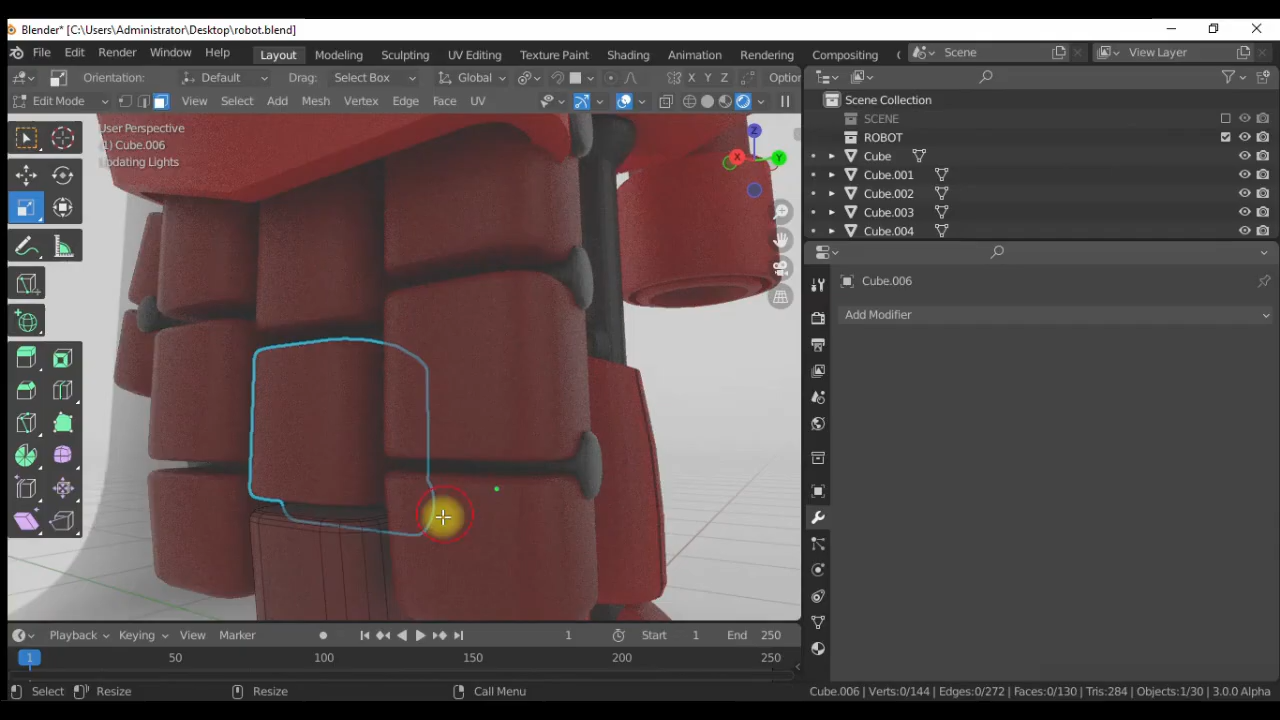 Blender* [C:\Users\Administrator\Desktop\robot.blend]
File Edit Render Window Help Layout Modeling Sculpting UV Editing Texture Paint Shading Animation Rendering Compositing Scene View Layer
Orientation: Default Drag: Select Box Global X Y Z Option
Edit Mode View Select Add Mesh Vertex Edge Face UV
User Perspective
(1) Cube.006
Updating Lights
Z
X
Y
Scene Collection
SCENE
ROBOT
Cube
Cube.001
Cube.002
Cube.003
Cube.004
Cube.006
Add Modifier
Playback Keying View Marker 1 Start 1 End 250
1 50 100 150 200 250
Select Resize Resize Call Menu Cube.006 | Verts:0/144 | Edges:0/272 | Faces:0/130 | Tris:284 | Objects:1/30 | 3.0.0 Alpha